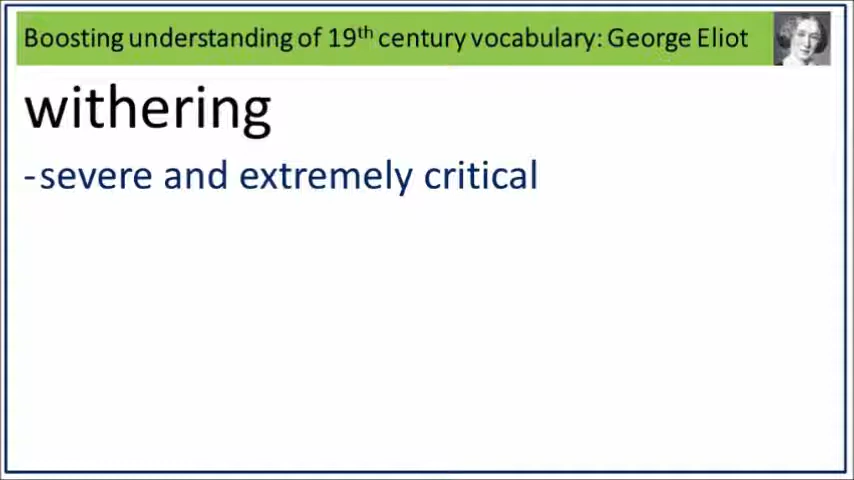 Boosting understanding of 19th century vocabulary: George Eliot
withering
-severe and extremely critical